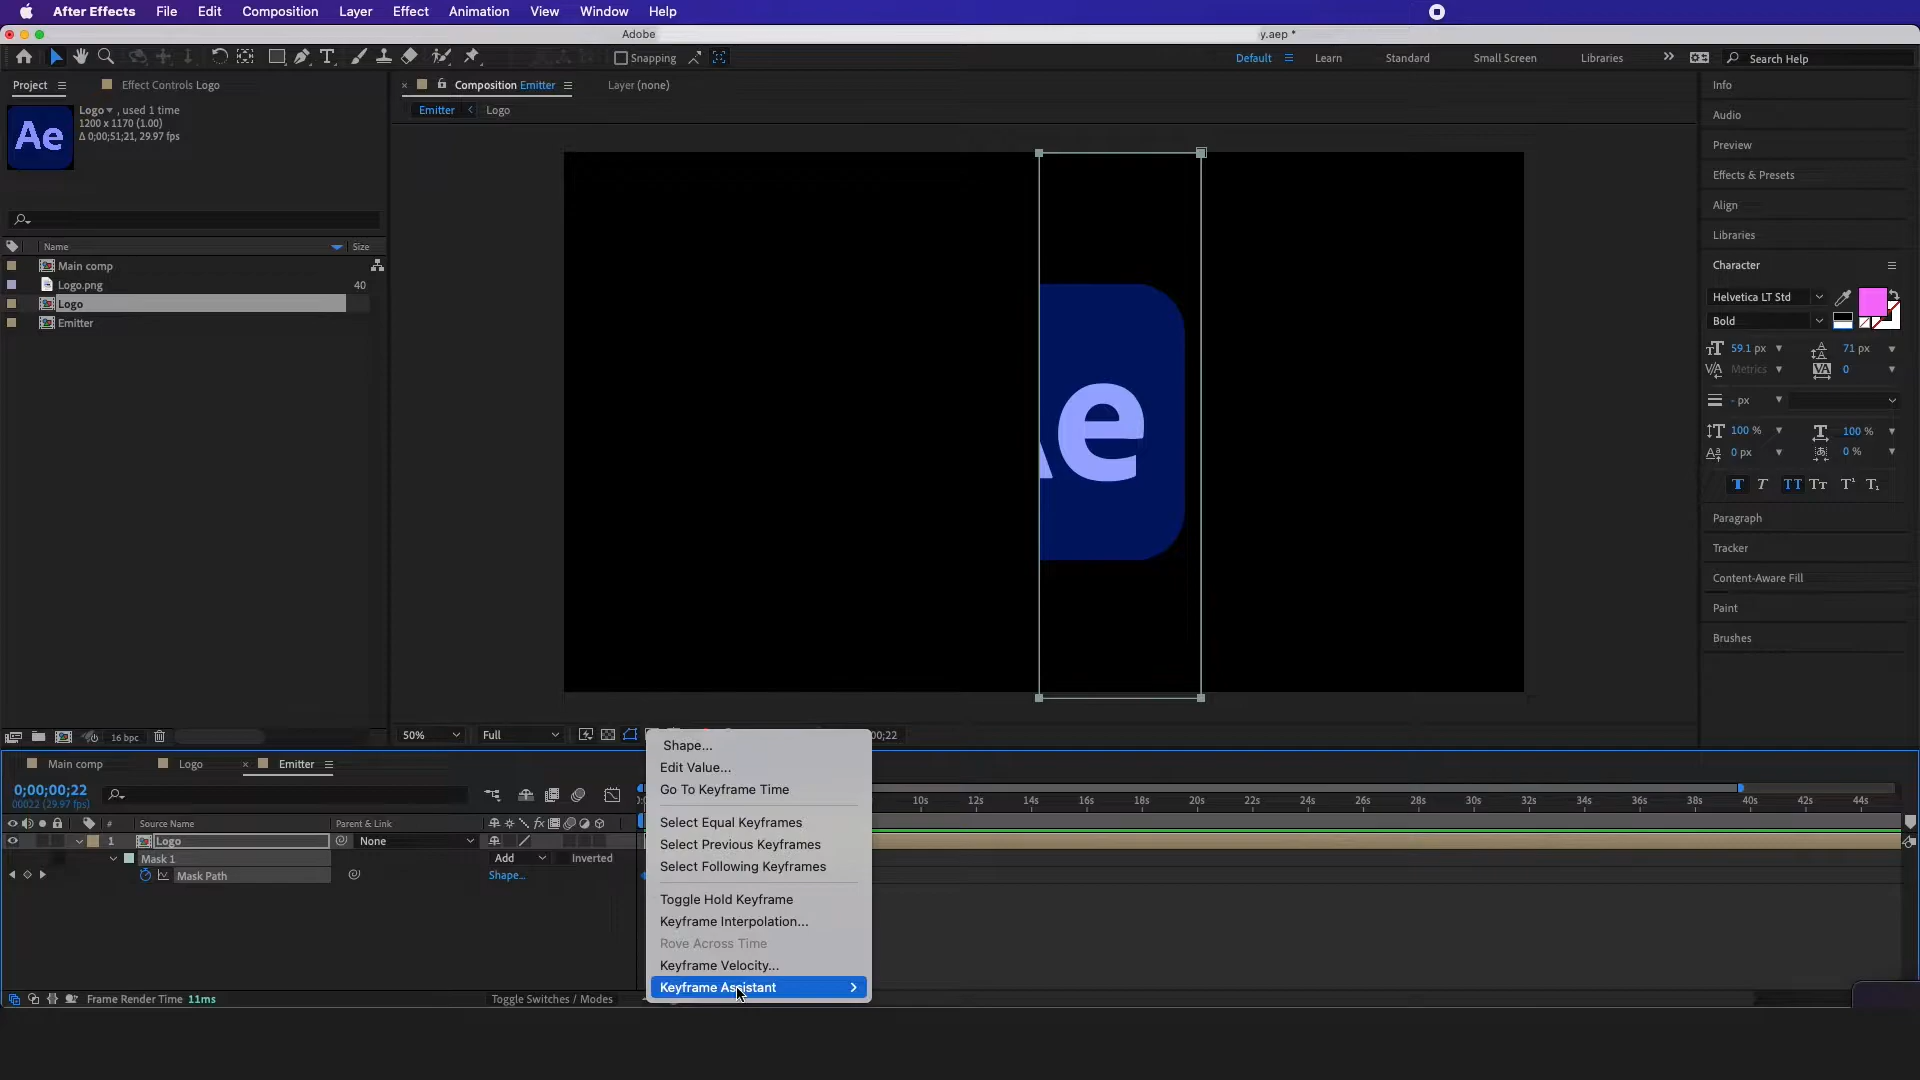 After Effects File Edit Composition Layer Effect Animation View Window Help
Adobe
y.aep *
Snapping
Default
Learn
Standard
Small Screen
Libraries
Search Help
Project
Effect Controls Logo
Logo , used 1 time
1200 x 1170 (1.00)
Δ 0;00;51;21, 29.97 fps
Ae
Name
Size
Main comp
Logo.png
40
Logo
Emitter
16 bpc
Composition Emitter
Layer (none)
Emitter
Logo
Ae
50%
Full
00;22
Info
Audio
Preview
Effects & Presets
Align
Libraries
Character
Helvetica LT Std
Bold
59.1 px
71 px
Metrics
0
- px
100 %
100 %
0 px
0 %
Paragraph
Tracker
Content-Aware Fill
Paint
Brushes
Main comp
Logo
Emitter
0;00;00;22
00022 (29.97 fps)
10s 12s 14s 16s 18s 20s 22s 24s 26s 28s 30s 32s 34s 36s 38s 40s 42s 44s
# Source Name
Parent & Link
1 Logo
None
Mask 1
Add
Inverted
Mask Path
Shape...
Frame Render Time 11ms
Toggle Switches / Modes
Shape...
Edit Value...
Go To Keyframe Time
Select Equal Keyframes
Select Previous Keyframes
Select Following Keyframes
Toggle Hold Keyframe
Keyframe Interpolation...
Rove Across Time
Keyframe Velocity...
Keyframe Assistant